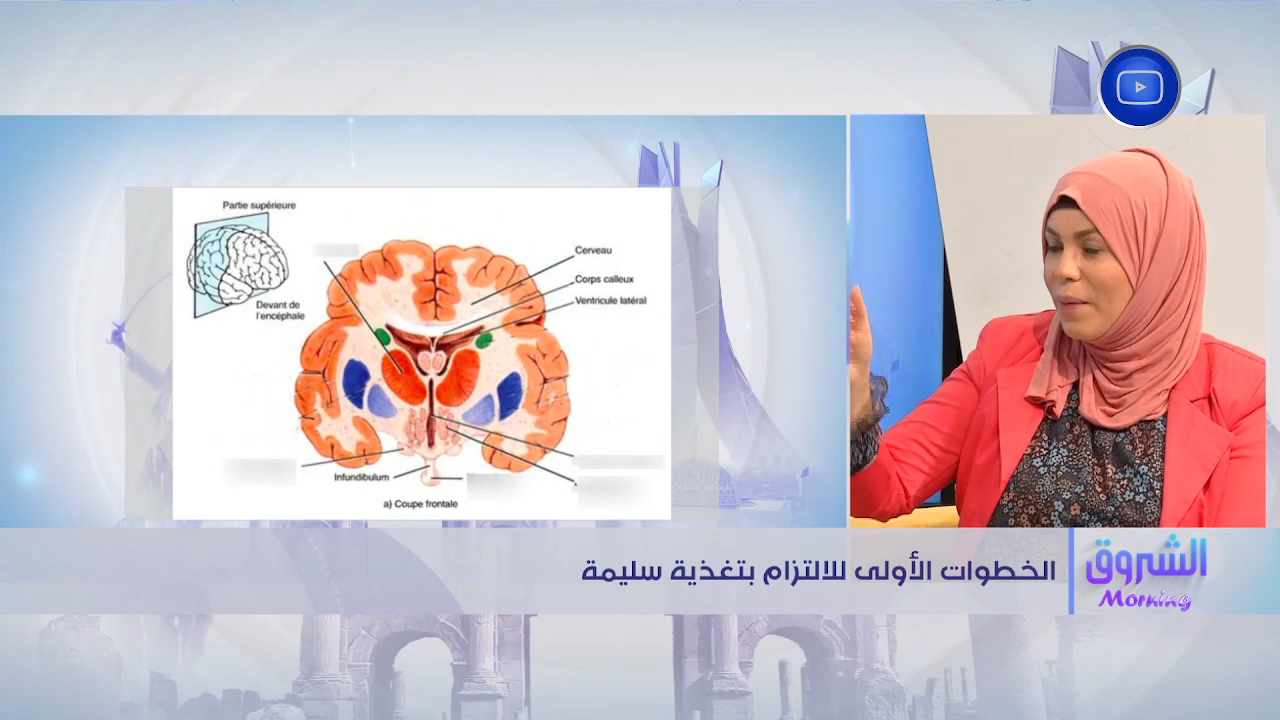 Partie supérieure
Devant de
l'encéphale
Cerveau
Corps calleux
Ventricule latéral
Infundibulum
a) Coupe frontale
الخطوات الأولى للالتزام بتغذية سليمة
الشروق
Morning